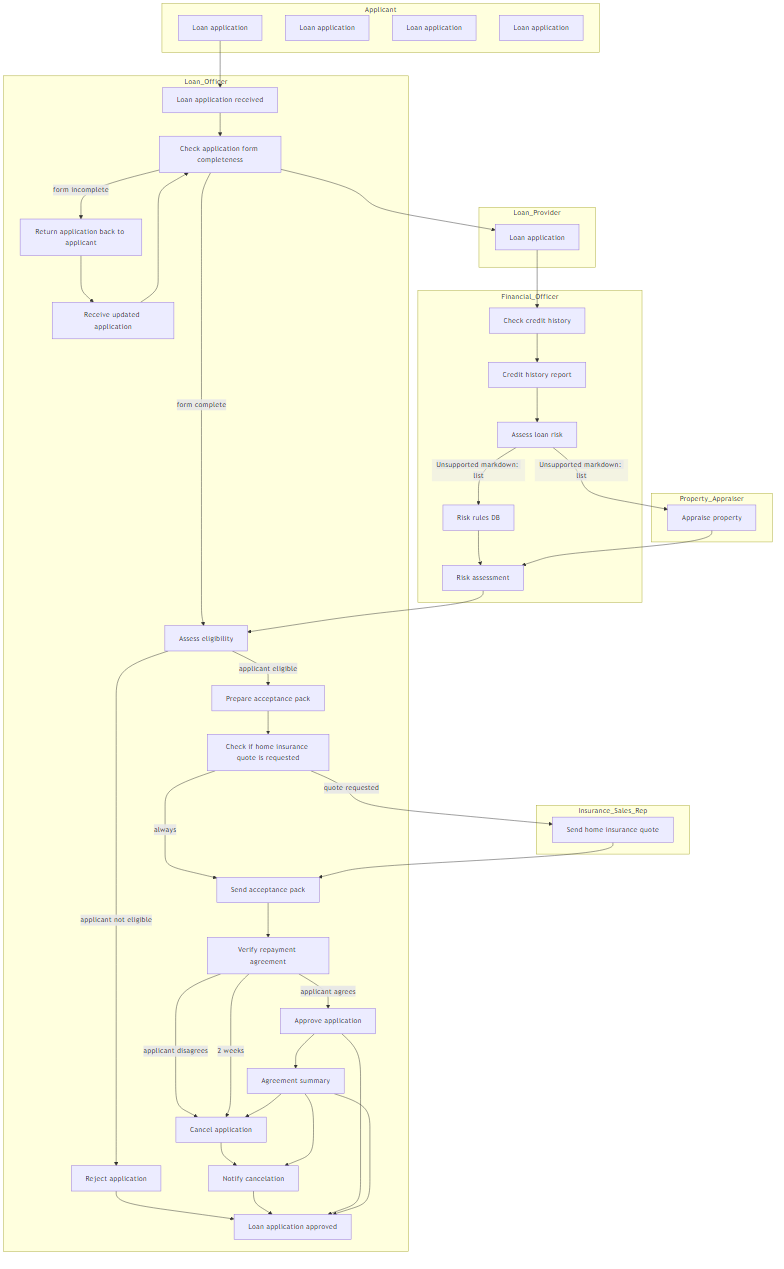 Applicant
Loan application
Loan application
Loan application
Loan application
Loan_Officer
Loan application received
Check application form
completeness
form incomplete
Return application back to
applicant
Loan_Provider
Loan application
Receive updated
application
Financial_Officer
Check credit history
Credit history report
form complete
Assess loan risk
Unsupported markdown:
list
Unsupported markdown:
list
Risk rules DB
Property_Appraiser
Appraise property
Risk assessment
Assess eligibility
applicant eligible
Prepare acceptance pack
Check if home insurance
quote is requested
quote requested
always
Insurance_Sales_Rep
Send home insurance quote
Send acceptance pack
applicant not eligible
Verify repayment
agreement
applicant agrees
Approve application
applicant disagrees
2 weeks
Agreement summary
Cancel application
Reject application
Notify cancelation
Loan application approved